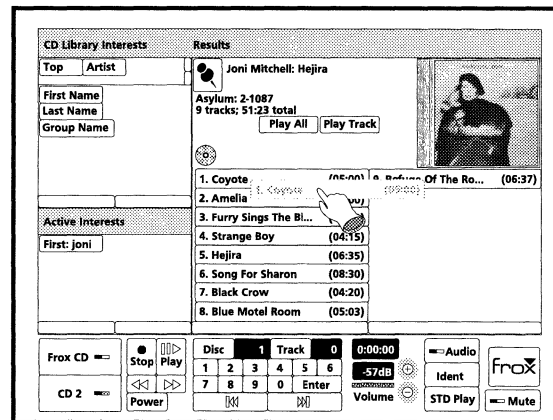 CD Library Interests
Results
Top Artist
First Name
Last Name
Group Name
Joni Mitchell: Hejira
Asylum: 2-1087
9 tracks; 51:23 total
Play All Play Track
1. Coyote (05:00)
9. Refuge Of The Ro... (06:37)
1. Coyote (05:00)
2. Amelia
3. Furry Sings The Bl...
4. Strange Boy (04:15)
5. Hejira (06:35)
6. Song For Sharon (08:30)
7. Black Crow (04:20)
8. Blue Motel Room (05:03)
Active Interests
First: joni
Frox CD
CD 2
Stop Play
Power
Disc 1 Track 0
1 2 3 4 5 6
7 8 9 0 Enter
0:00:00
-57dB
Volume
Audio
Ident
STD Play
Frox
Mute